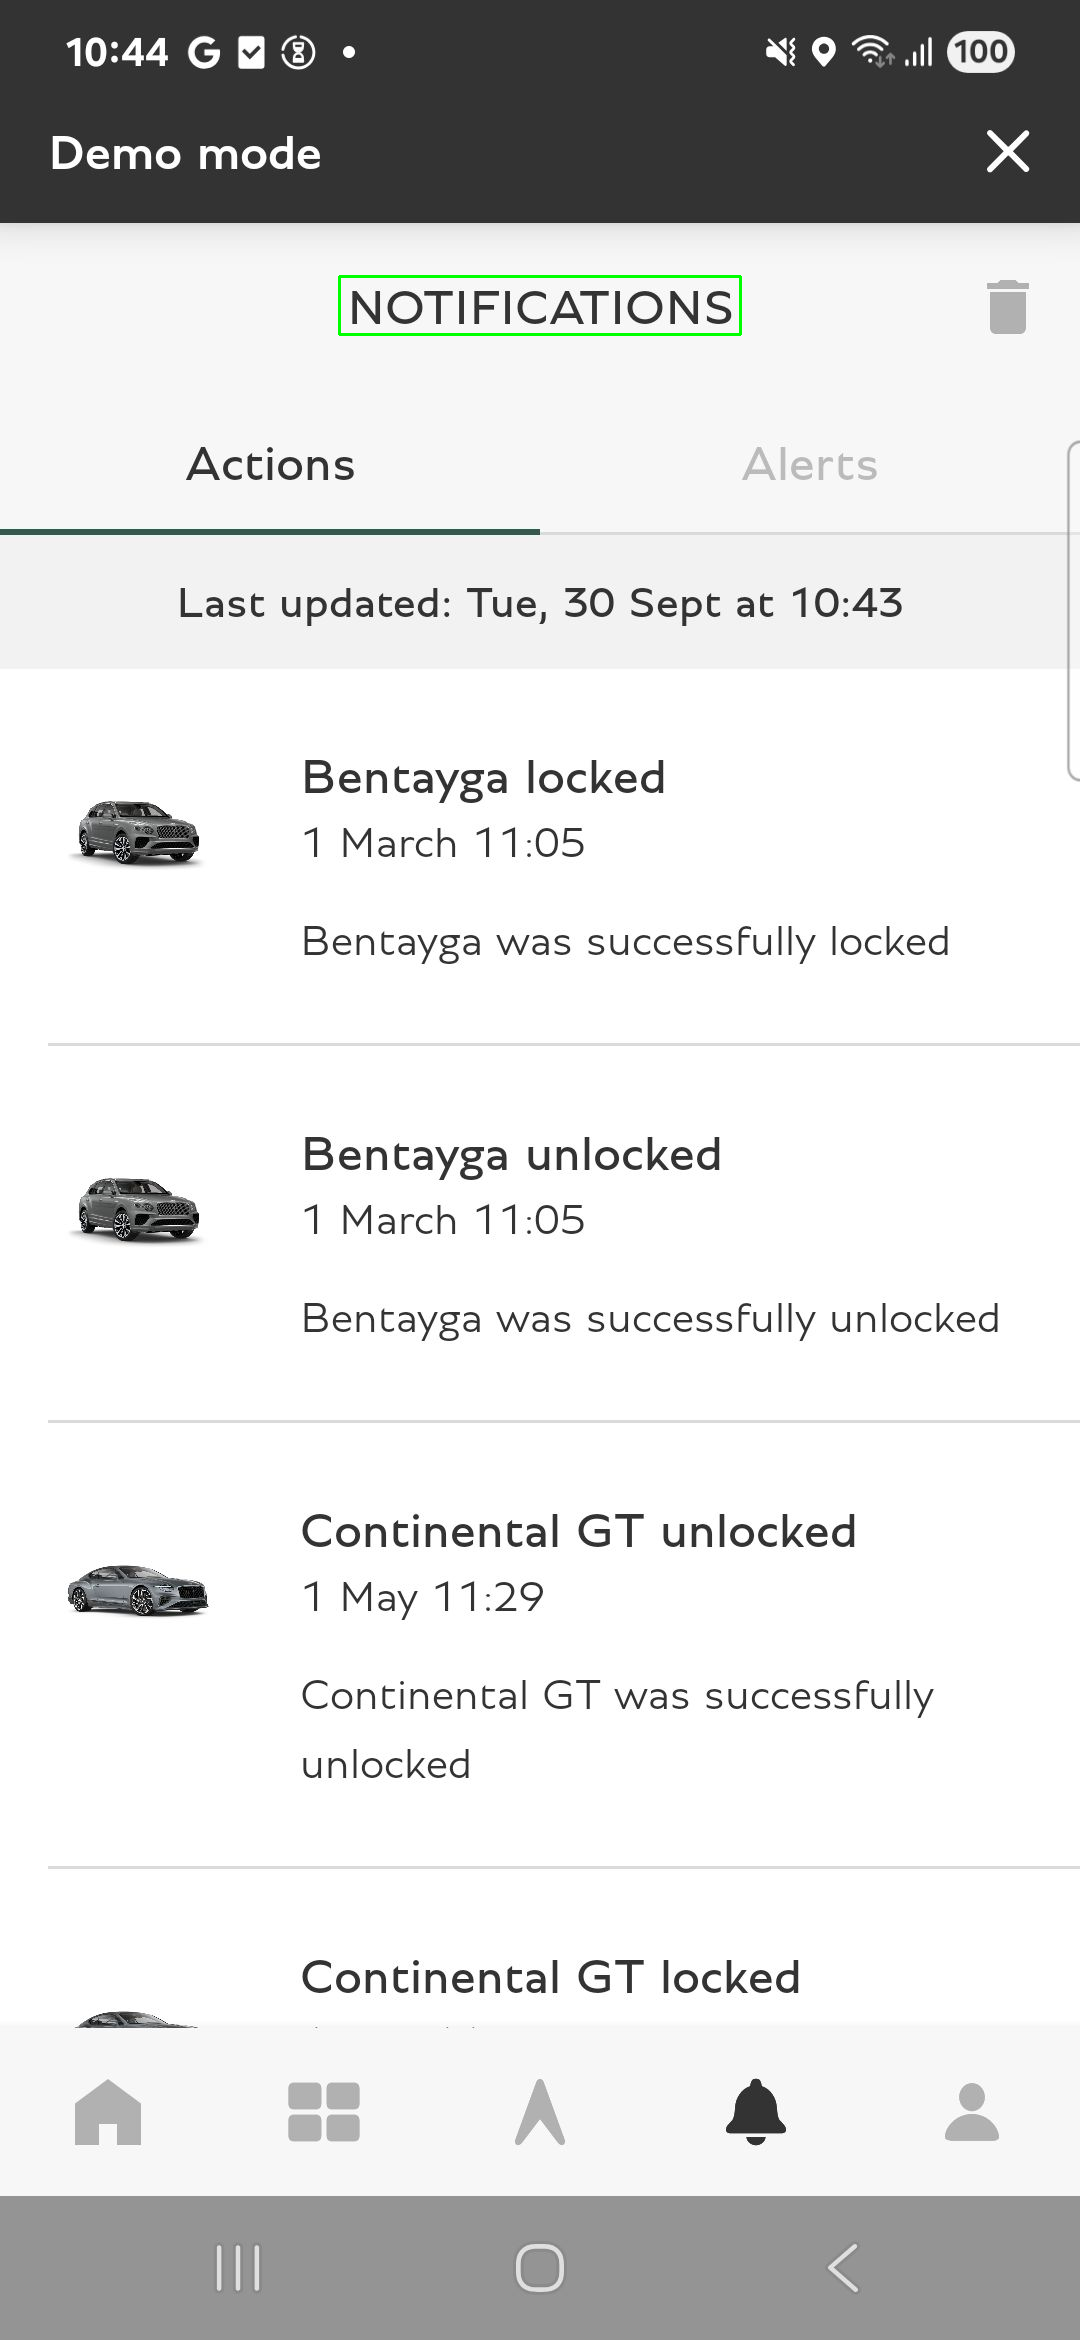 10:44
100
Demo mode
NOTIFICATIONS
Actions
Alerts
Last updated: Tue, 30 Sept at 10:43
Bentayga locked
1 March 11:05
Bentayga was successfully locked
Bentayga unlocked
1 March 11:05
Bentayga was successfully unlocked
Continental GT unlocked
1 May 11:29
Continental GT was successfully
unlocked
Continental GT locked